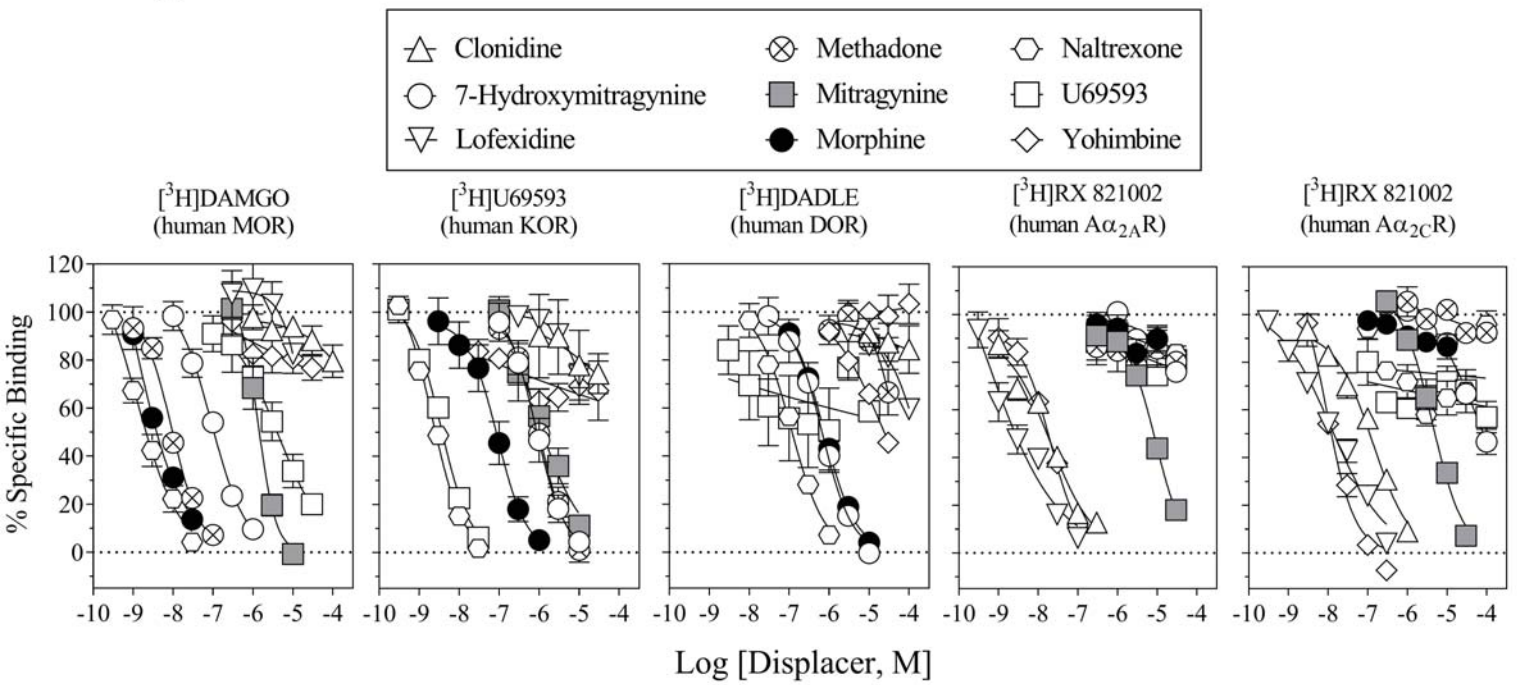 Clonidine Methadone Naltrexone
7-Hydroxymitragynine Mitragynine U69593
Lofexidine Morphine Yohimbine
[³H]DAMGO [³H]U69593 [³H]DADLE [³H]RX 821002 [³H]RX 821002
(human MOR) (human KOR) (human DOR) (human Aα₂AR) (human Aα₂CR)
% Specific Binding
120
100
80
60
40
20
0
-10 -9 -8 -7 -6 -5 -4 -10 -9 -8 -7 -6 -5 -4 -10 -9 -8 -7 -6 -5 -4 -10 -9 -8 -7 -6 -5 -4 -10 -9 -8 -7 -6 -5 -4
Log [Displacer, M]